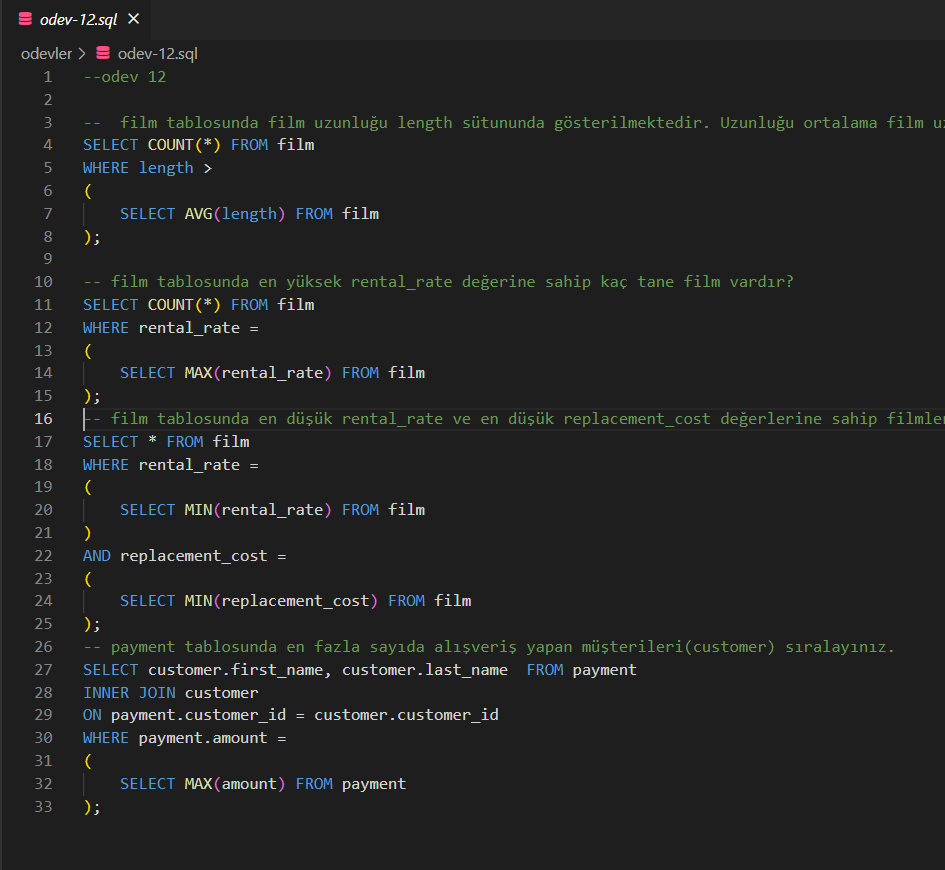 odev-12.sql
odevler > odev-12.sql
1 --odev 12
2
3 --  film tablosunda film uzunluğu length sütununda gösterilmektedir. Uzunluğu ortalama film
4 SELECT COUNT(*) FROM film
5 WHERE length >
6 (
7     SELECT AVG(length) FROM film
8 );
9
10 -- film tablosunda en yüksek rental_rate değerine sahip kaç tane film vardır?
11 SELECT COUNT(*) FROM film
12 WHERE rental_rate =
13 (
14     SELECT MAX(rental_rate) FROM film
15 );
16 -- film tablosunda en düşük rental_rate ve en düşük replacement_cost değerlerine sahip
17 SELECT * FROM film
18 WHERE rental_rate =
19 (
20     SELECT MIN(rental_rate) FROM film
21 )
22 AND replacement_cost =
23 (
24     SELECT MIN(replacement_cost) FROM film
25 );
26 -- payment tablosunda en fazla sayıda alışveriş yapan müşterileri(customer) sıralayınız.
27 SELECT customer.first_name, customer.last_name  FROM payment
28 INNER JOIN customer
29 ON payment.customer_id = customer.customer_id
30 WHERE payment.amount =
31 (
32     SELECT MAX(amount) FROM payment
33 );